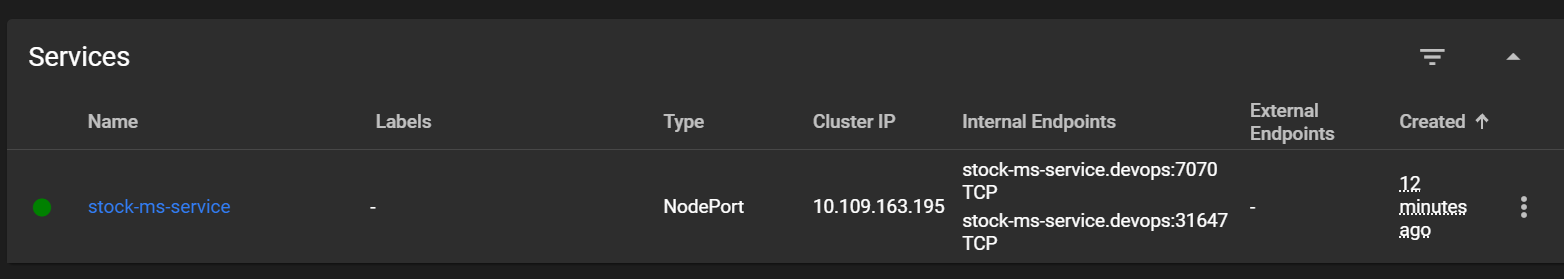 Services
Name Labels Type Cluster IP Internal Endpoints External Endpoints Created ↑
stock-ms-service - NodePort 10.109.163.195 stock-ms-service.devops:7070 TCP
stock-ms-service.devops:31647 TCP
-
12 minutes ago